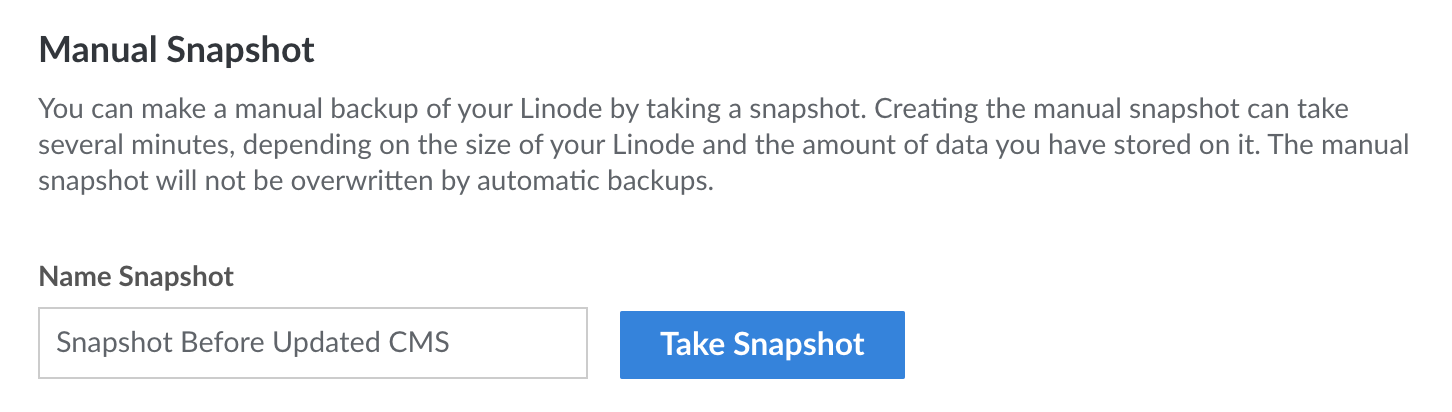 Manual Snapshot
You can make a manual backup of your Linode by taking a snapshot. Creating the manual snapshot can take
several minutes, depending on the size of your Linode and the amount of data you have stored on it. The manual
snapshot will not be overwritten by automatic backups.
Name Snapshot
Snapshot Before Updated CMS
Take Snapshot